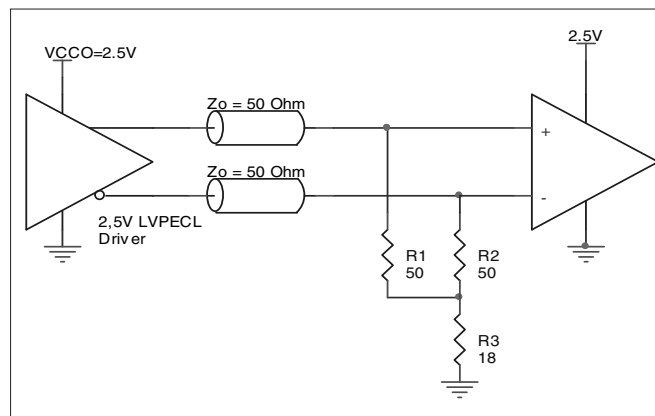 VCCO=2.5V
2.5V
Zo = 50 Ohm
+
Zo = 50 Ohm
-
2,5V LVPECL
Driver
R1
50
R2
50
R3
18